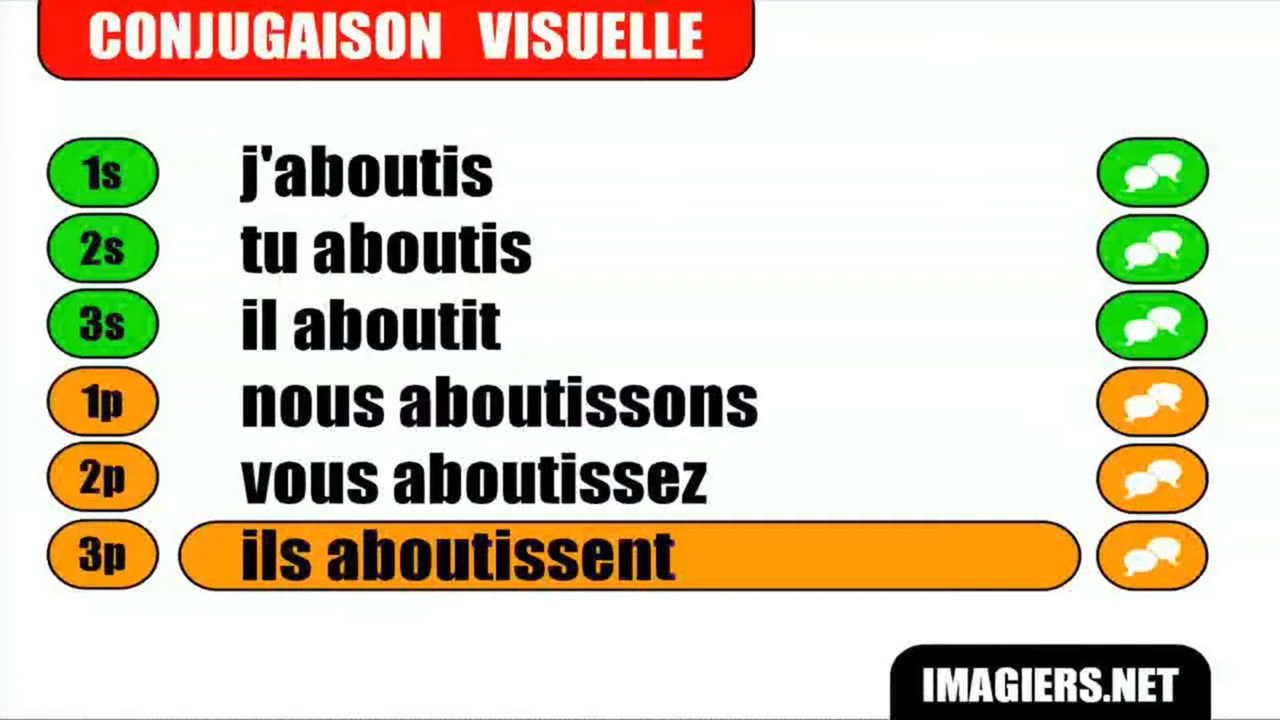 CONJUGAISON VISUELLE
1s j'aboutis
2s tu aboutis
3s il aboutit
1p nous aboutissons
2p vous aboutissez
3p ils aboutissent
IMAGIERS.NET